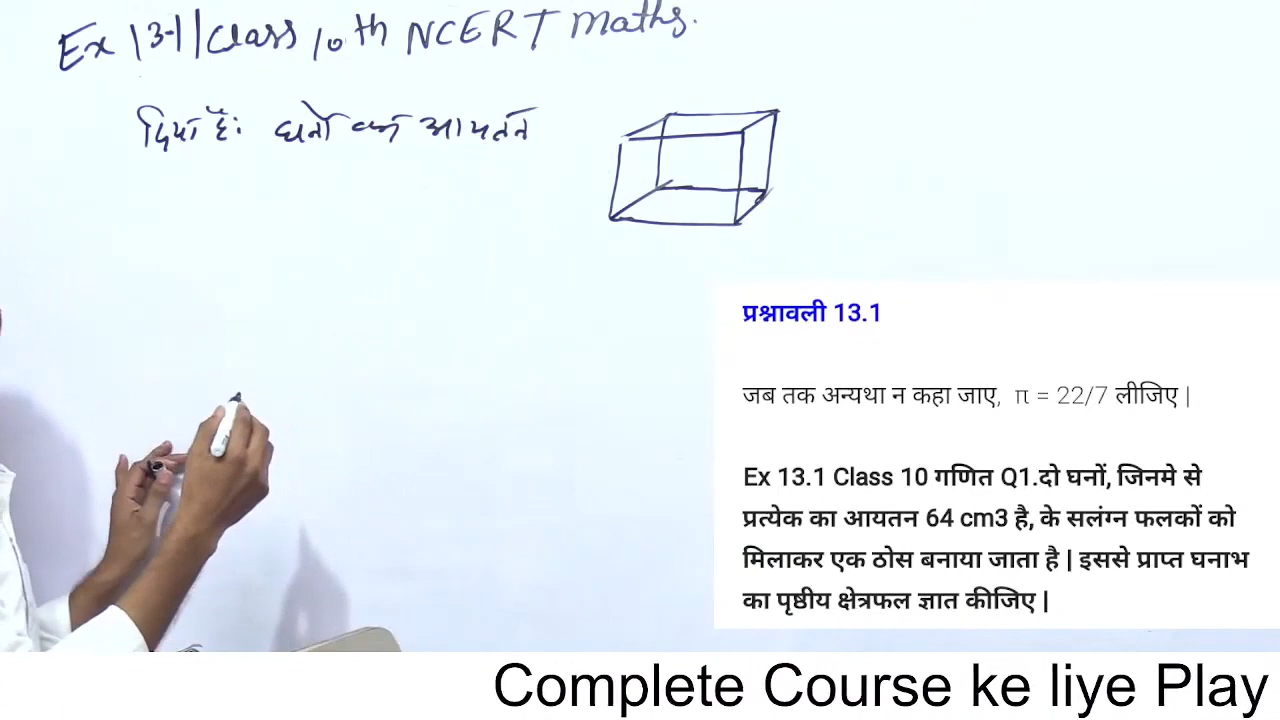 Ex 13.1 Class 10th NCERT Maths.
दिया है: घनों का आयतन
प्रश्नावली 13.1
जब तक अन्यथा न कहा जाए, π = 22/7 लीजिए |
Ex 13.1 Class 10 गणित Q1.दो घनों, जिनमे से
प्रत्येक का आयतन 64 cm3 है, के सलंग्न फलकों को
मिलाकर एक ठोस बनाया जाता है | इससे प्राप्त घनाभ
का पृष्ठीय क्षेत्रफल ज्ञात कीजिए |
Complete Course ke liye Play